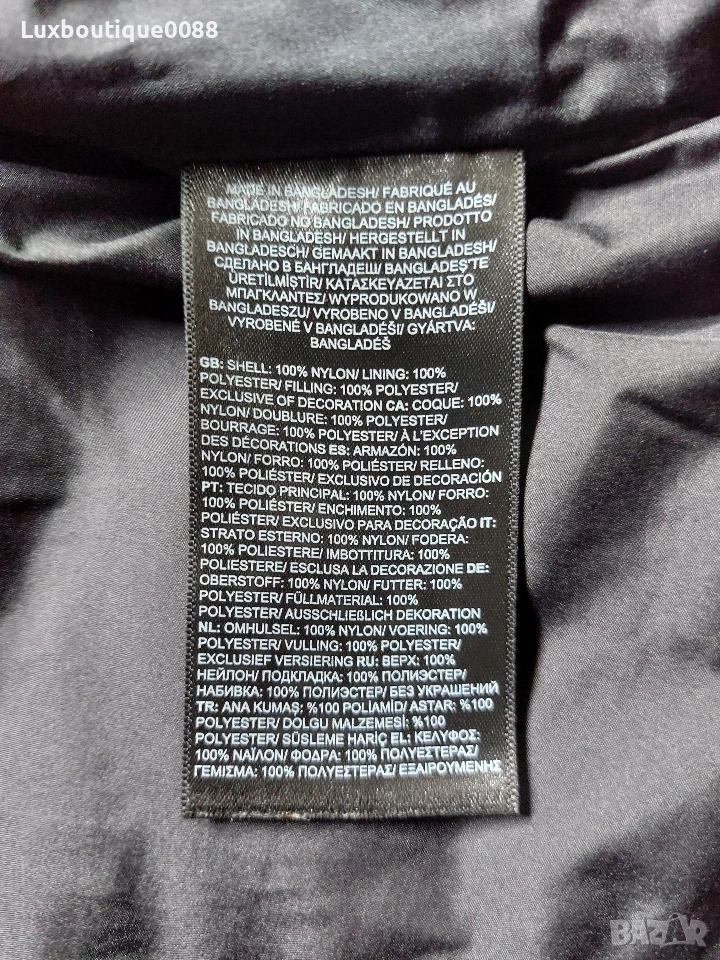 Luxboutique0088
MADE IN BANGLADESH/ FABRIQUÉ AU
BANGLADESH/ FABRICADO EN BANGLADÉS/
FABRICADO NO BANGLADESH/ PRODOTTO
IN BANGLADESH/ HERGESTELLT IN
BANGLADESCH/ GEMAAKT IN BANGLADESH/
СДЕЛАНО В БАНГЛАДЕШ/ BANGLADEŞ'TE
ÜRETİLMİŞTİR/ ΚΑΤΑΣΚΕΥΑΖΕΤΑΙ ΣΤΟ
ΜΠΑΓΚΛΑΝΤΕΣ/ WYPRODUKOWANO W
BANGLADESZU/ VYROBENO V BANGLADÉŠI/
VYROBENÉ V BANGLADÉŠI/ GYÁRTVA:
BANGLADÉŠ
GB: SHELL: 100% NYLON/ LINING: 100%
POLYESTER/ FILLING: 100% POLYESTER/
EXCLUSIVE OF DECORATION CA: COQUE: 100%
NYLON/ DOUBLURE: 100% POLYESTER/
BOURRAGE: 100% POLYESTER/ À L'EXCEPTION
DES DÉCORATIONS ES: ARMAZÓN: 100%
NYLON/ FORRO: 100% POLIÉSTER/ RELLENO:
100% POLIÉSTER/ EXCLUSIVO DE DECORACIÓN
PT: TECIDO PRINCIPAL: 100% NYLON/ FORRO:
100% POLIÉSTER/ ENCHIMENTO: 100%
POLIÉSTER/ EXCLUSIVO PARA DECORAÇÃO IT:
STRATO ESTERNO: 100% NYLON/ FODERA:
100% POLIESTERE/ IMBOTTITURA: 100%
POLIESTERE/ ESCLUSA LA DECORAZIONE DE:
OBERSTOFF: 100% NYLON/ FUTTER: 100%
POLYESTER/ FÜLLMATERIAL: 100%
POLYESTER/ AUSSCHLIEßLICH DEKORATION
NL: OMHULSEL: 100% NYLON/ VOERING: 100%
POLYESTER/ VULLING: 100% POLYESTER/
EXCLUSIEF VERSIERING RU: ВЕРХ: 100%
НЕЙЛОН/ ПОДКЛАДКА: 100% ПОЛИЭСТЕР/
НАБИВКА: 100% ПОЛИЭСТЕР/ БЕЗ УКРАШЕНИЙ
TR: ANA KUMAŞ: %100 POLİAMİD/ ASTAR: %100
POLYESTER/ DOLGU MALZEMESİ: %100
POLYESTER/ SÜSLEME HARİÇ EL: ΚΕΛΥΦΟΣ:
100% ΝΑΪΛΟΝ/ ΦΟΔΡΑ: 100% ΠΟΛΥΕΣΤΕΡΑΣ/
ΓΕΜΙΣΜΑ: 100% ΠΟΛΥΕΣΤΕΡΑΣ/ ΕΞΑΙΡΟΥΜΕΝΗΣ
BAZAR